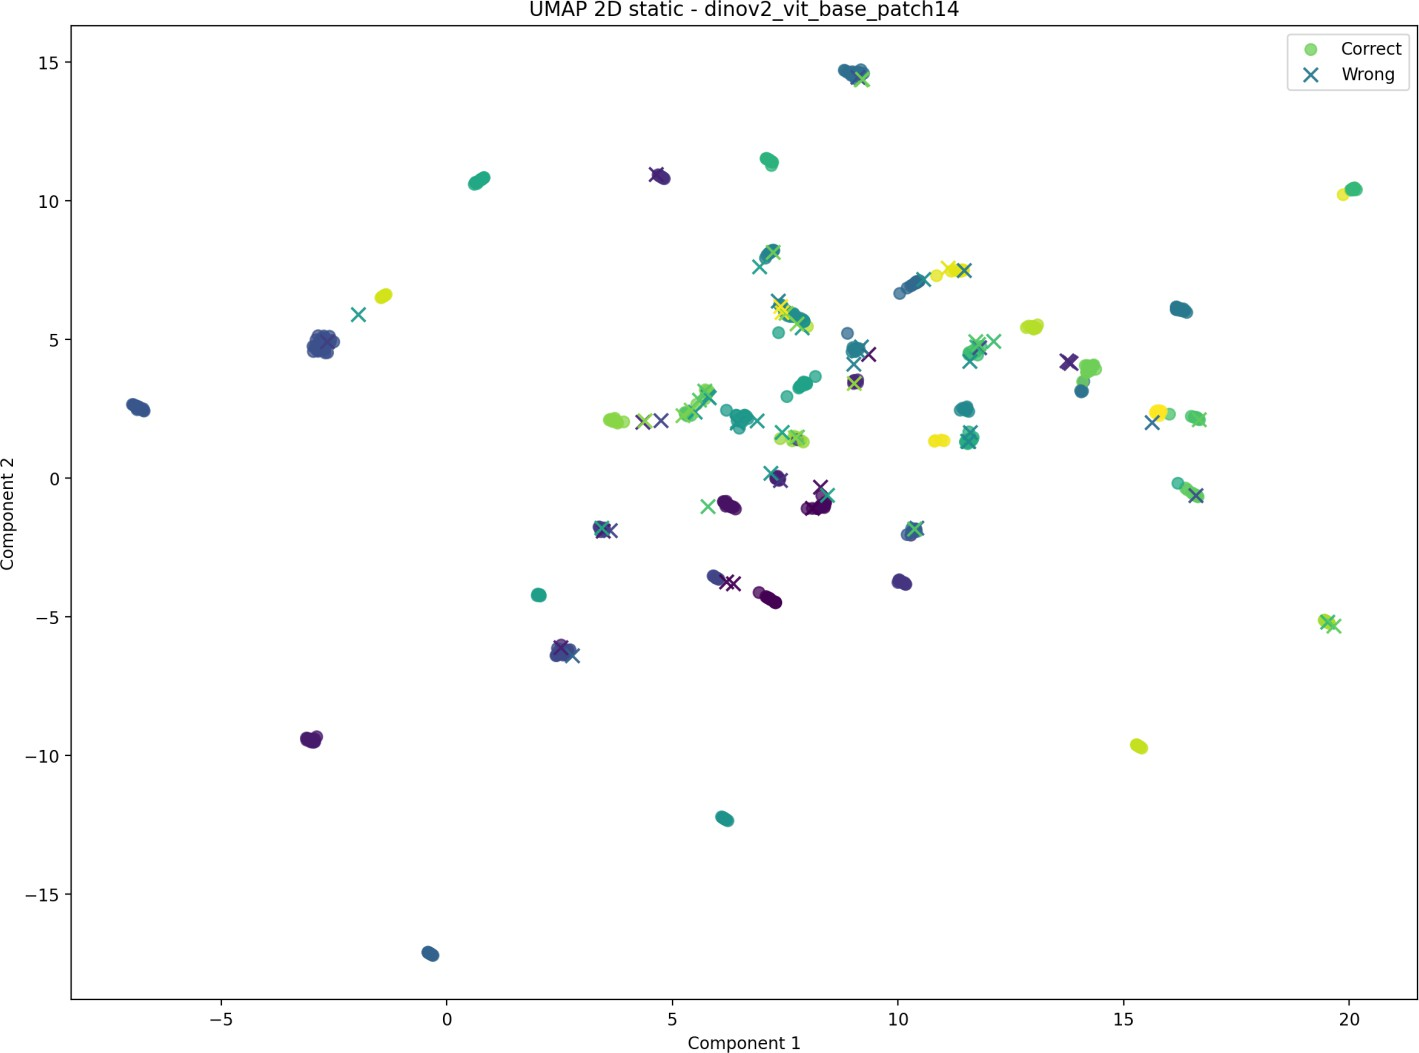 UMAP 2D static - dinov2_vit_base_patch14
Correct
Wrong
15
10
5
0
−5
−10
−15
Component 2
−5
0
5
10
15
20
Component 1